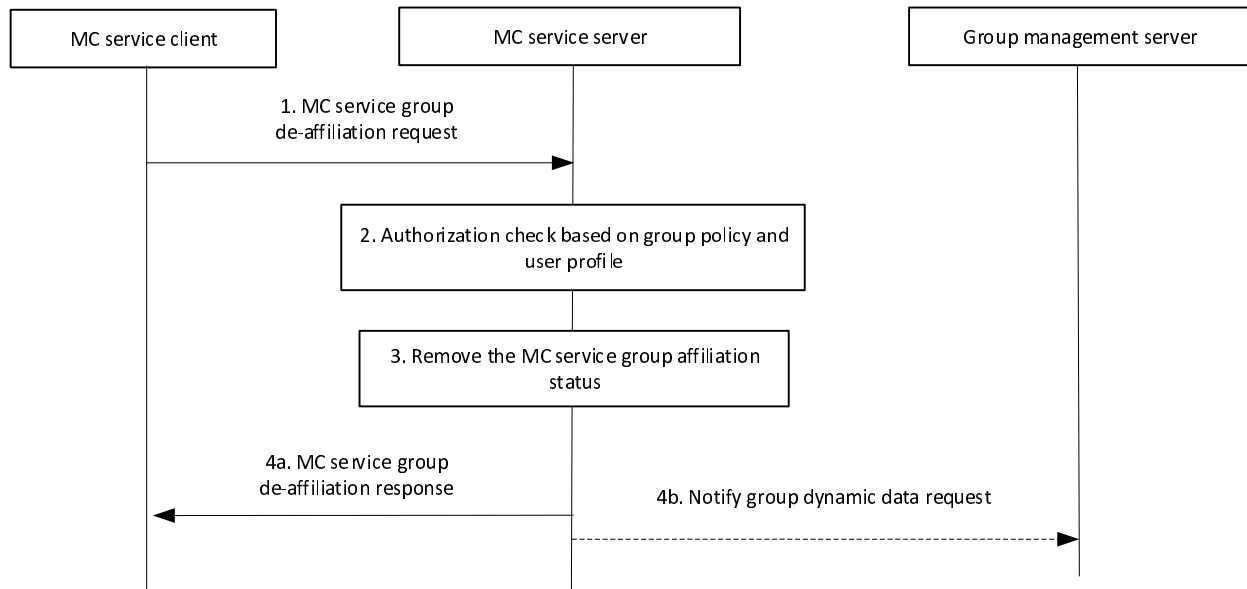 MC service client
MC service server
Group management server
1. MC service group
de-affiliation request
2. Authorization check based on group policy and
user profile
3. Remove the MC service group affiliation
status
4a. MC service group
de-affiliation response
4b. Notify group dynamic data request